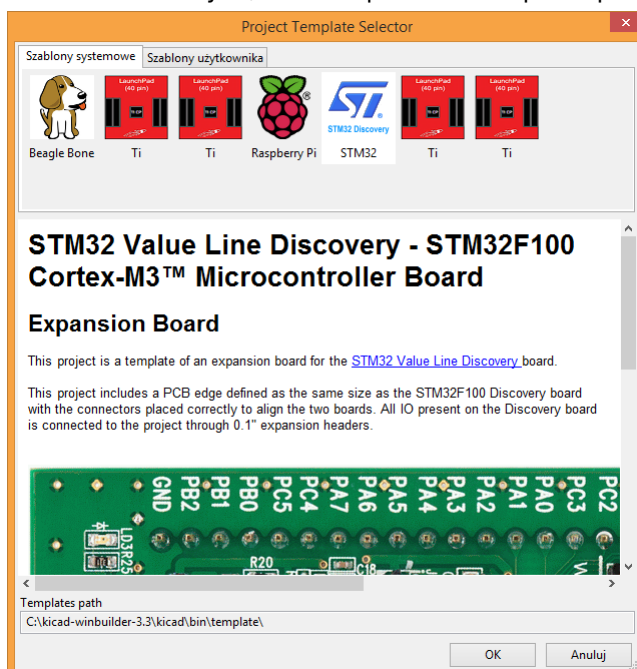 Project Template Selector
Szablony systemowe Szablony użytkownika
LaunchPad
(40 pin)
LaunchPad
(40 pin)
STM32 Discovery
LaunchPad
(40 pin)
LaunchPad
(40 pin)
Beagle Bone Ti Ti Raspberry Pi STM32 Ti Ti
STM32 Value Line Discovery - STM32F100
Cortex-M3™ Microcontroller Board
Expansion Board
This project is a template of an expansion board for the STM32 Value Line Discovery board.
This project includes a PCB edge defined as the same size as the STM32F100 Discovery board
with the connectors placed correctly to align the two boards. All IO present on the Discovery board
is connected to the project through 0.1" expansion headers.
GND PB2 PB1 PB0 PC5 PC4 PA7 PA6 PA5 PA4 PA3 PA2 PA1 PA0 PC3 PC2
LD3 R25
R20
C18
Templates path
C:\kicad-winbuilder-3.3\kicad\bin\template\
OK Anuluj